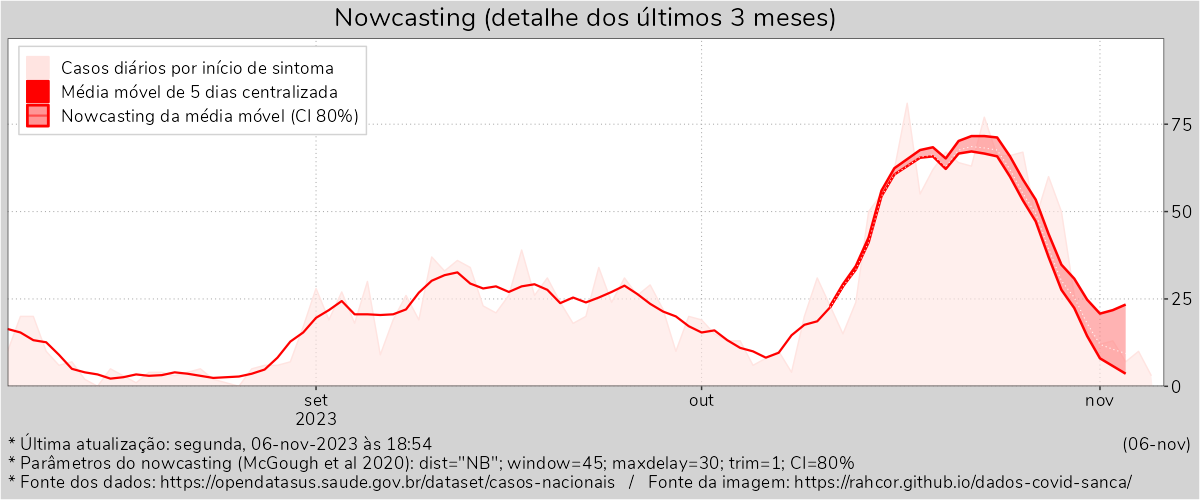 Nowcasting (detalhe dos últimos 3 meses)
Casos diários por início de sintoma
Média móvel de 5 dias centralizada
Nowcasting da média móvel (CI 80%)
75
50
25
0
set
2023
out
nov
* Última atualização: segunda, 06-nov-2023 às 18:54
(06-nov)
* Parâmetros do nowcasting (McGough et al 2020): dist="NB"; window=45; maxdelay=30; trim=1; CI=80%
* Fonte dos dados: https://opendatasus.saude.gov.br/dataset/casos-nacionais / Fonte da imagem: https://rahcor.github.io/dados-covid-sanca/